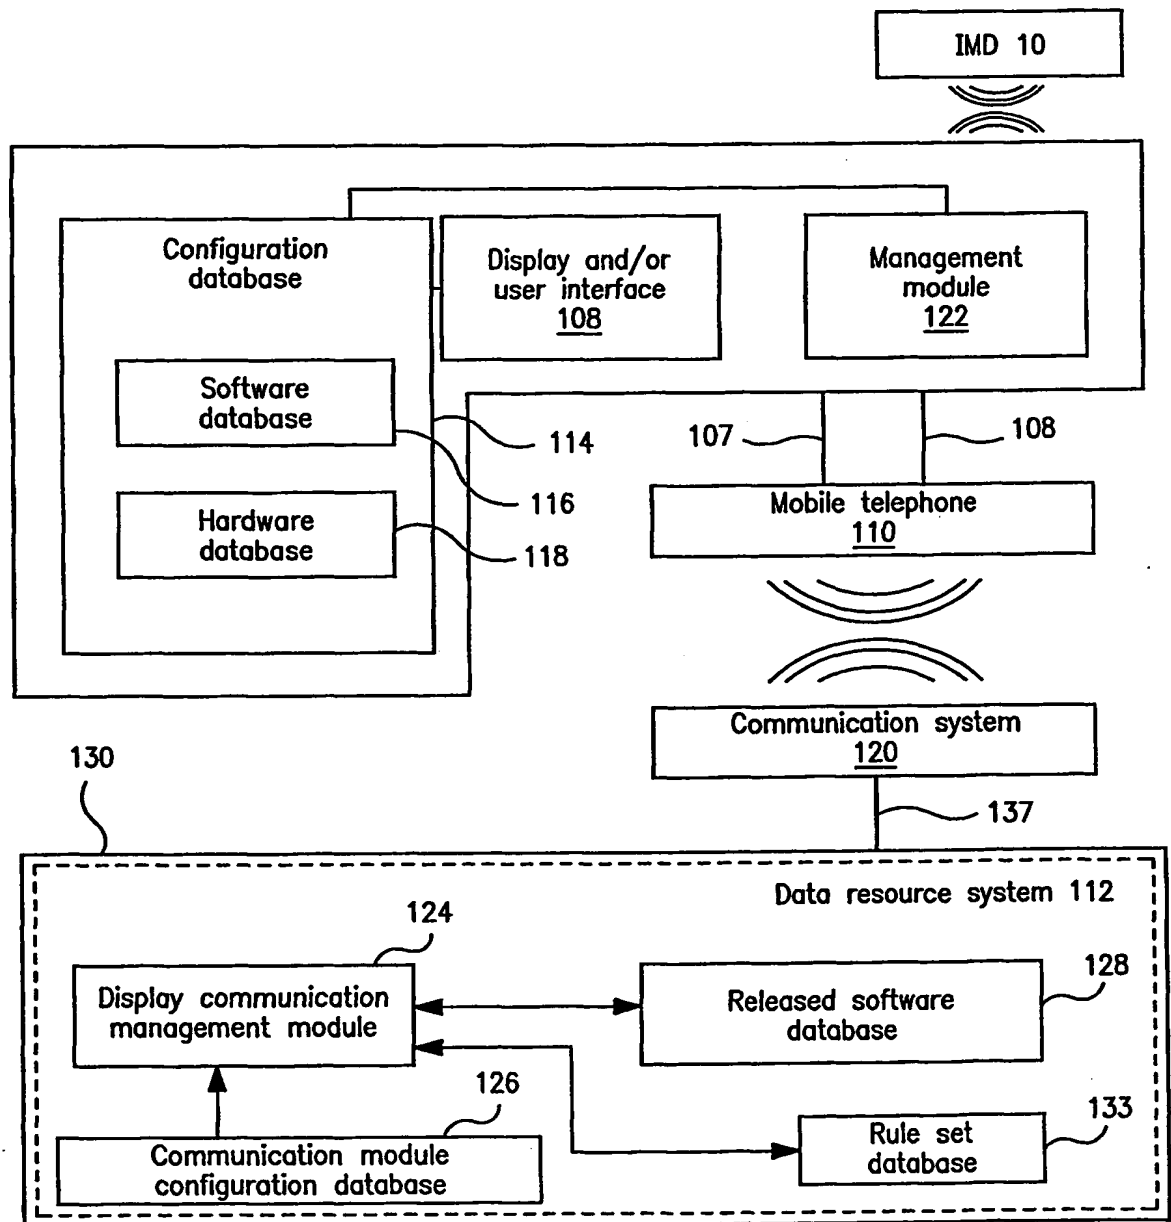 IMD 10
Configuration
database
Display and/or
user interface
108
Management
module
122
Software
database
114
107
108
116
Mobile telephone
110
Hardware
database
118
Communication system
120
130
137
Data resource system 112
124
128
Display communication
management module
Released software
database
126
133
Communication module
configuration database
Rule set
database